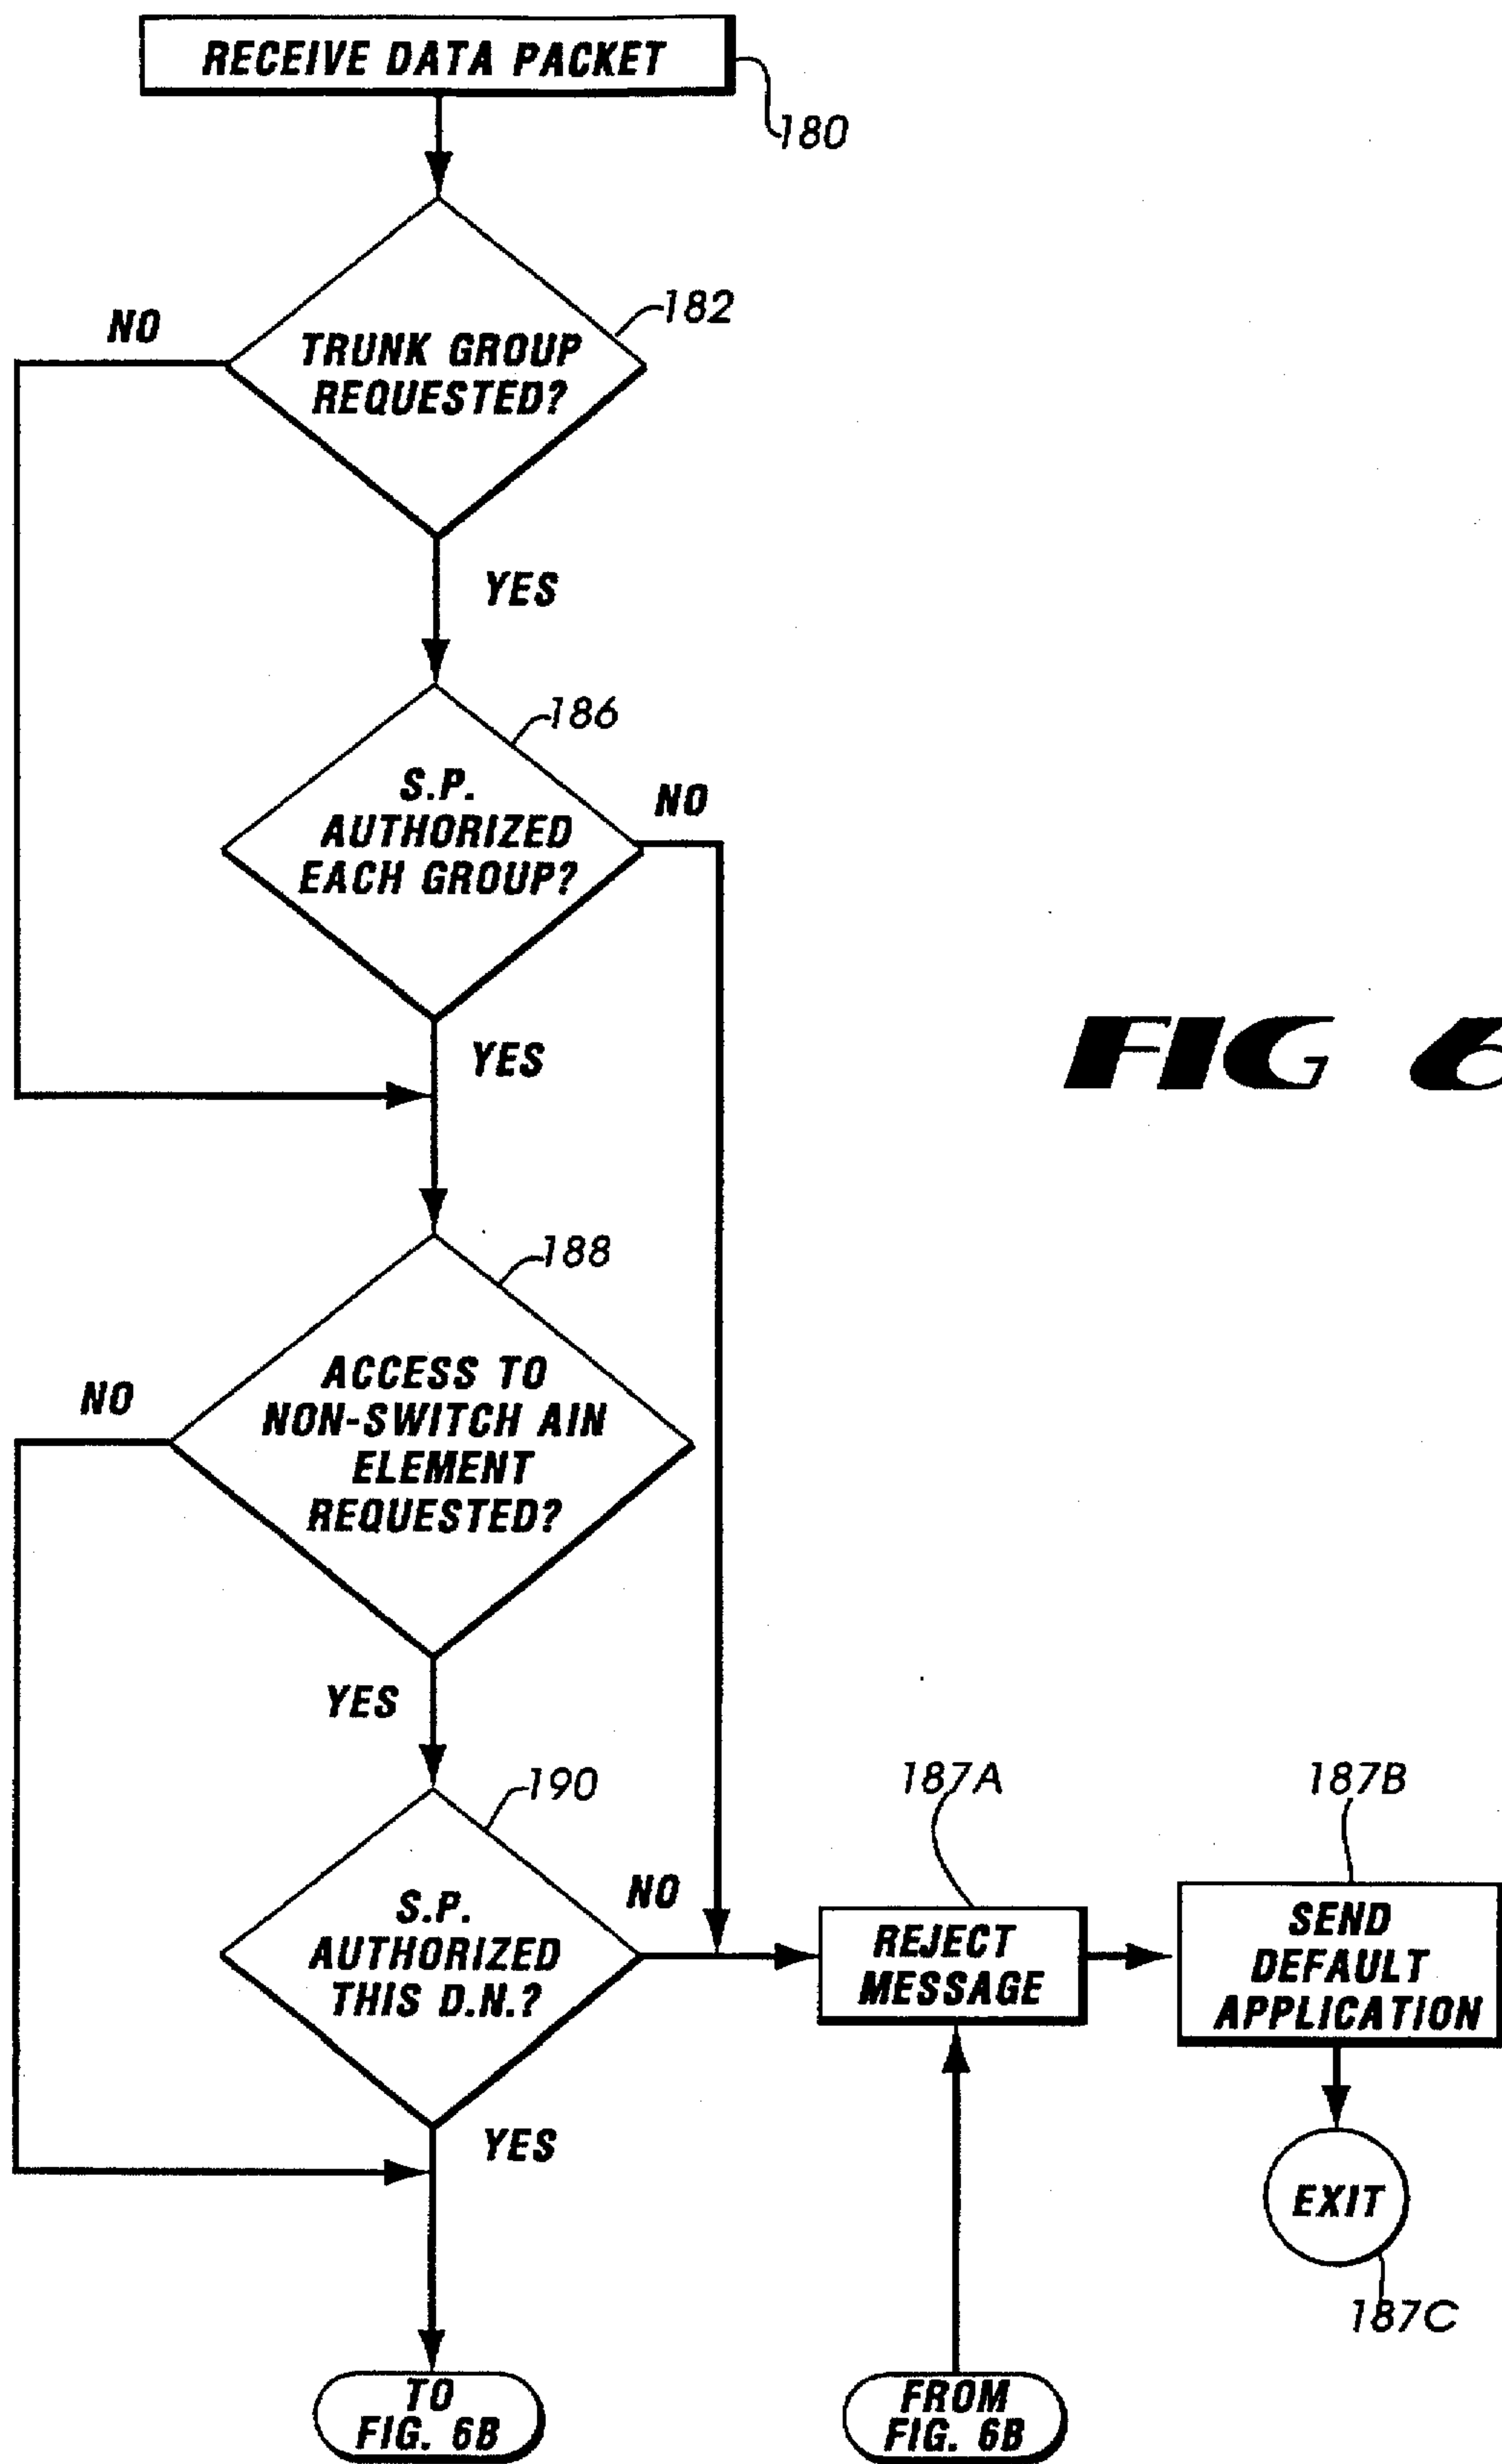 RECEIVE DATA PACKET
180
182
NO
TRUNK GROUP
REQUESTED?
YES
186
S.P.
AUTHORIZED
EACH GROUP?
NO
YES
FIG 6
188
ACCESS TO
NON-SWITCH AIN
ELEMENT
REQUESTED?
NO
YES
190
S.P.
AUTHORIZED
THIS D.N.?
NO
YES
187A
REJECT
MESSAGE
187B
SEND
DEFAULT
APPLICATION
EXIT
187C
TO
FIG. 6B
FROM
FIG. 6B